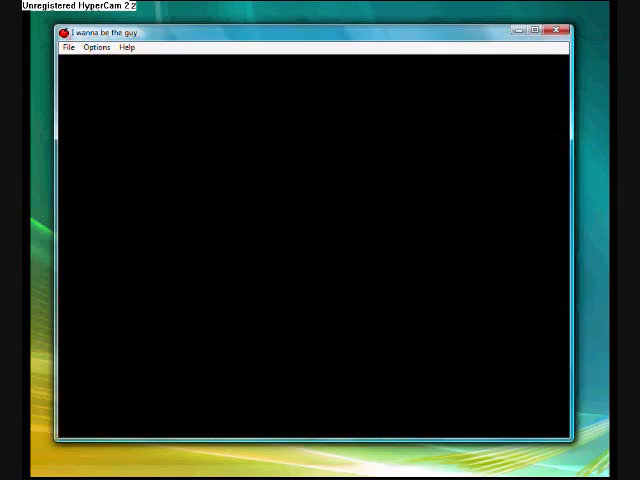 Unregistered HyperCam 2
I wanna be the guy
File Options Help